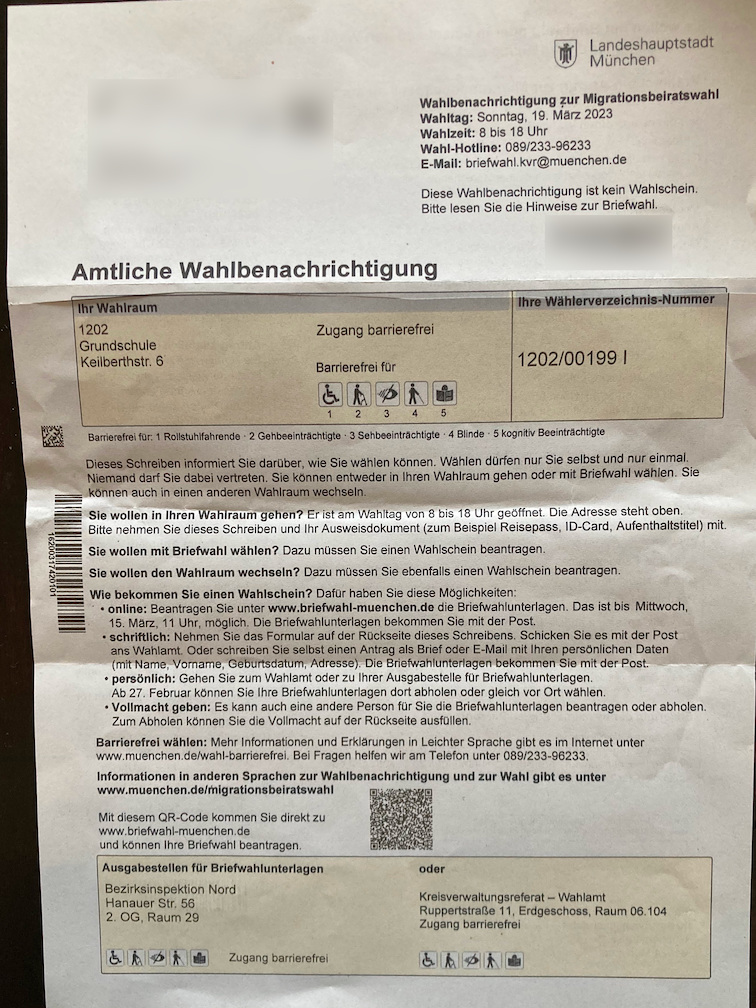 Landeshauptstadt
München
Wahlbenachrichtigung zur Migrationsbeiratswahl
Wahltag: Sonntag, 19. März 2023
Wahlzeit: 8 bis 18 Uhr
Wahl-Hotline: 089/233-96233
E-Mail: briefwahl.kvr@muenchen.de
Diese Wahlbenachrichtigung ist kein Wahlschein.
Bitte lesen Sie die Hinweise zur Briefwahl.
Amtliche Wahlbenachrichtigung
Ihr Wahlraum
1202
Grundschule
Keilberthstr. 6
Zugang barrierefrei
Barrierefrei für
1 2 3 4 5
Ihre Wählerverzeichnis-Nummer
1202/00199 I
Barrierefrei für: 1 Rollstuhlfahrende · 2 Gehbeeinträchtigte · 3 Sehbeeinträchtigte · 4 Blinde · 5 kognitiv Beeinträchtigte
Dieses Schreiben informiert Sie darüber, wie Sie wählen können. Wählen dürfen nur Sie selbst und nur einmal.
Niemand darf Sie dabei vertreten. Sie können entweder in Ihren Wahlraum gehen oder mit Briefwahl wählen. Sie
können auch in einen anderen Wahlraum wechseln.
Sie wollen in Ihren Wahlraum gehen? Er ist am Wahltag von 8 bis 18 Uhr geöffnet. Die Adresse steht oben.
Bitte nehmen Sie dieses Schreiben und Ihr Ausweisdokument (zum Beispiel Reisepass, ID-Card, Aufenthaltstitel) mit.
Sie wollen mit Briefwahl wählen? Dazu müssen Sie einen Wahlschein beantragen.
Sie wollen den Wahlraum wechseln? Dazu müssen Sie ebenfalls einen Wahlschein beantragen.
16200317420101
Wie bekommen Sie einen Wahlschein? Dafür haben Sie diese Möglichkeiten:
• online: Beantragen Sie unter www.briefwahl-muenchen.de die Briefwahlunterlagen. Das ist bis Mittwoch,
15. März, 11 Uhr, möglich. Die Briefwahlunterlagen bekommen Sie mit der Post.
• schriftlich: Nehmen Sie das Formular auf der Rückseite dieses Schreibens. Schicken Sie es mit der Post
ans Wahlamt. Oder schreiben Sie selbst einen Antrag als Brief oder E-Mail mit Ihren persönlichen Daten
(mit Name, Vorname, Geburtsdatum, Adresse). Die Briefwahlunterlagen bekommen Sie mit der Post.
• persönlich: Gehen Sie zum Wahlamt oder zu Ihrer Ausgabestelle für Briefwahlunterlagen.
Ab 27. Februar können Sie Ihre Briefwahlunterlagen dort abholen oder gleich vor Ort wählen.
• Vollmacht geben: Es kann auch eine andere Person für Sie die Briefwahlunterlagen beantragen oder abholen.
Zum Abholen können Sie die Vollmacht auf der Rückseite ausfüllen.
Barrierefrei wählen: Mehr Informationen und Erklärungen in Leichter Sprache gibt es im Internet unter
www.muenchen.de/wahl-barrierefrei. Bei Fragen helfen wir am Telefon unter 089/233-96233.
Informationen in anderen Sprachen zur Wahlbenachrichtigung und zur Wahl gibt es unter
www.muenchen.de/migrationsbeiratswahl
Mit diesem QR-Code kommen Sie direkt zu
www.briefwahl-muenchen.de
und können Ihre Briefwahl beantragen.
Ausgabestellen für Briefwahlunterlagen
Bezirksinspektion Nord
Hanauer Str. 56
2. OG, Raum 29
Zugang barrierefrei
oder
Kreisverwaltungsreferat – Wahlamt
Ruppertstraße 11, Erdgeschoss, Raum 06.104
Zugang barrierefrei